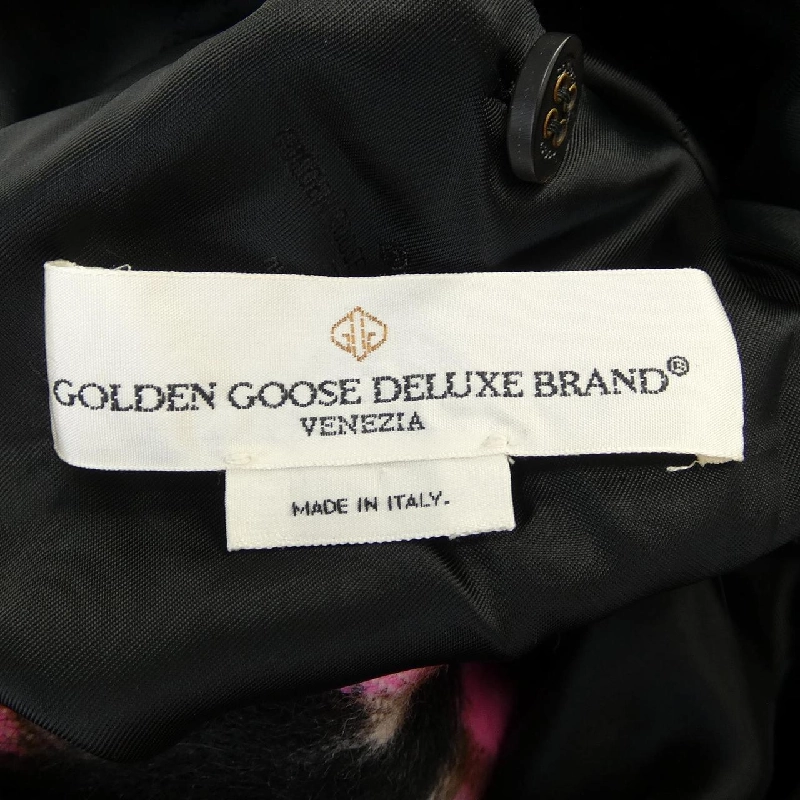 GOLDEN GOOSE DELUXE BRAND®
VENEZIA
MADE IN ITALY.